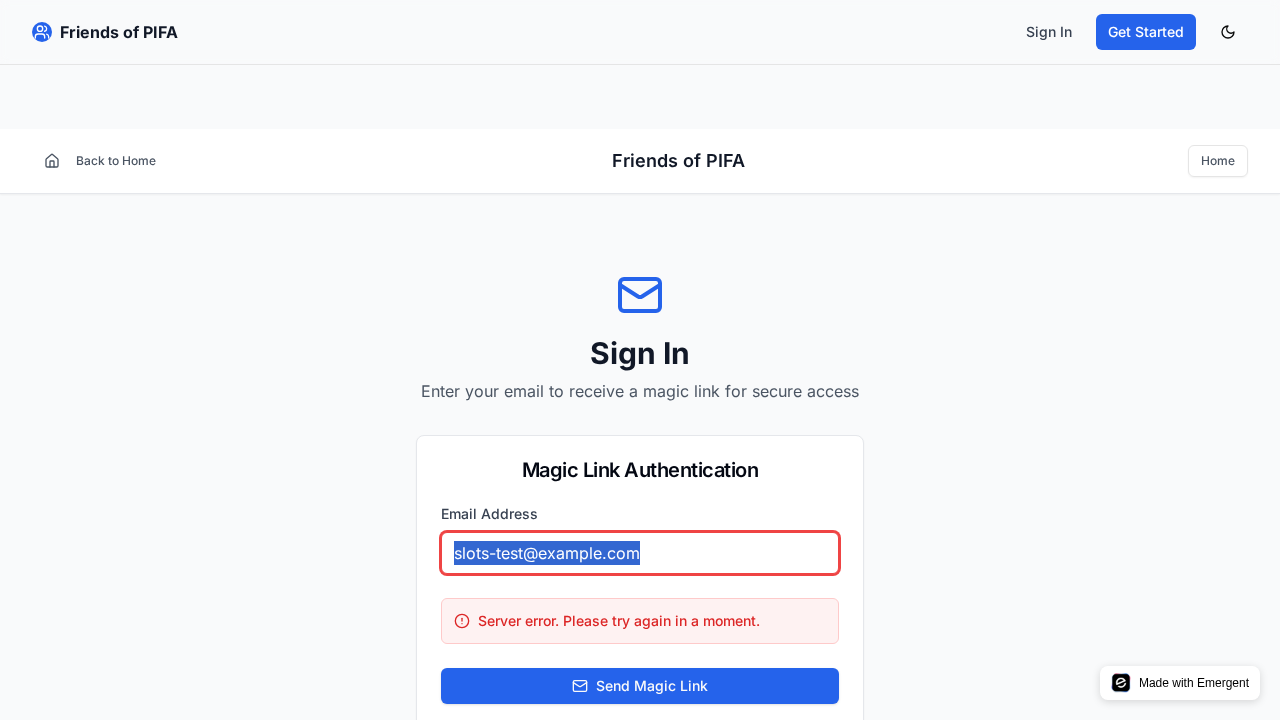 Friends of PIFA
Sign In
Get Started
Back to Home
Friends of PIFA
Home
Sign In
Enter your email to receive a magic link for secure access
Magic Link Authentication
Email Address
slots-test@example.com
Server error. Please try again in a moment.
Send Magic Link
Made with Emergent